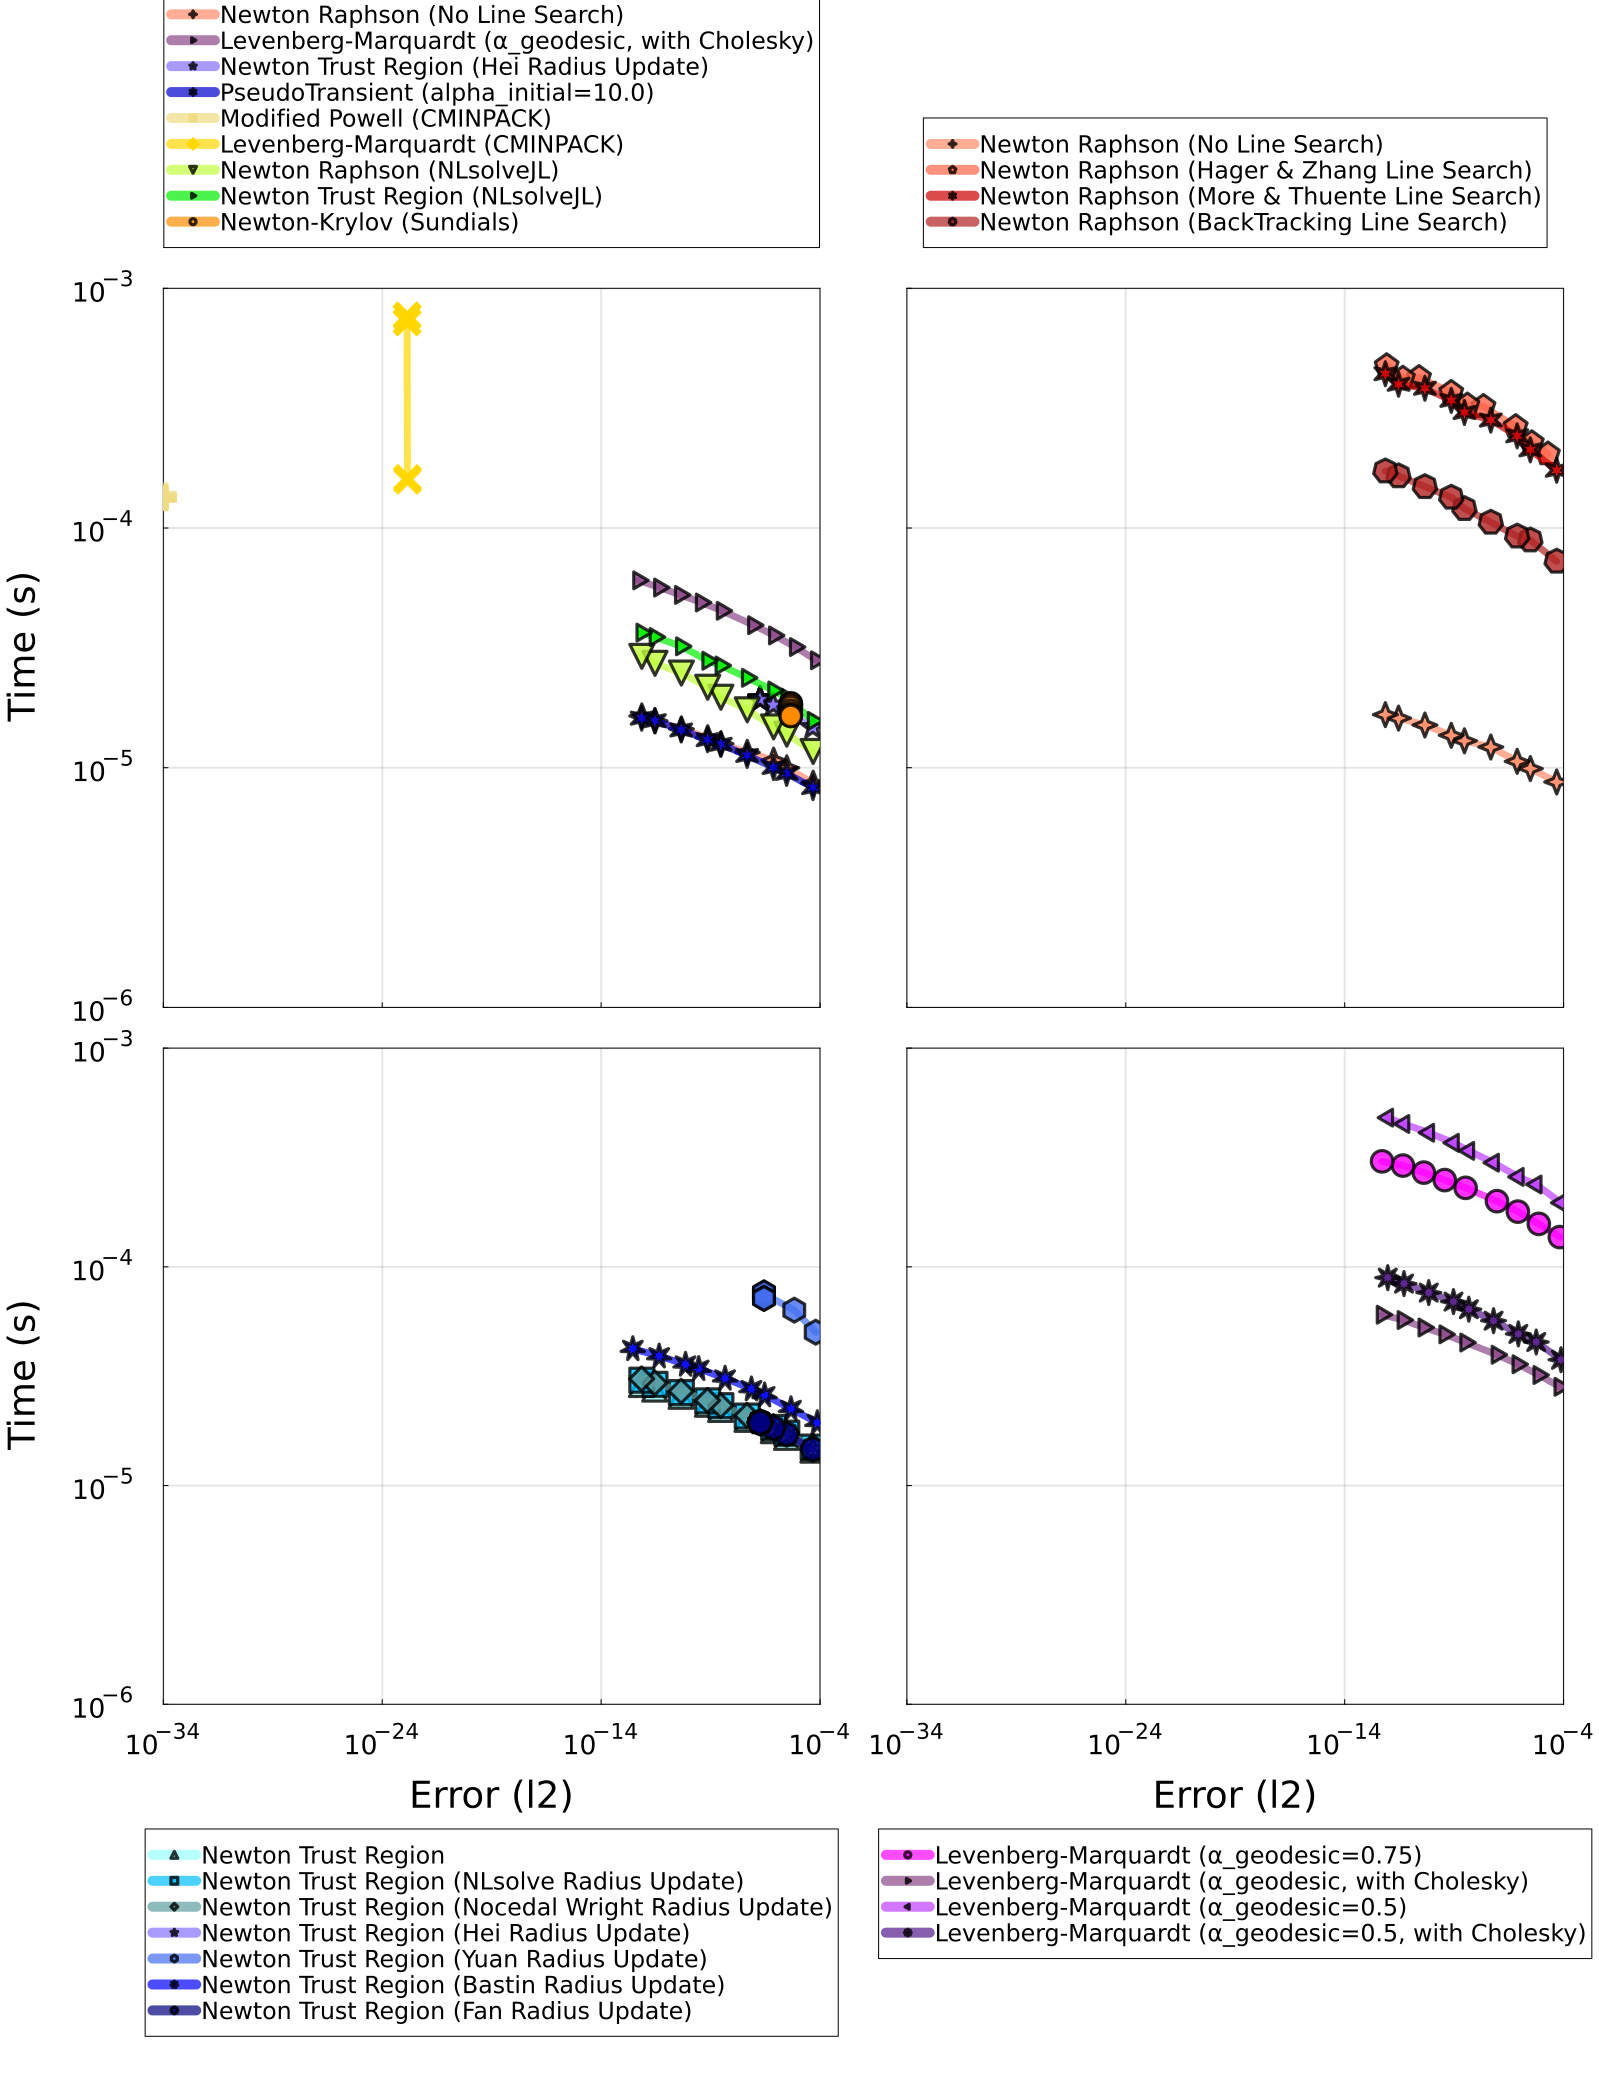 Newton Raphson (No Line Search)
Levenberg-Marquardt (α_geodesic, with Cholesky)
Newton Trust Region (Hei Radius Update)
PseudoTransient (alpha_initial=10.0)
Modified Powell (CMINPACK)
Levenberg-Marquardt (CMINPACK)
Newton Raphson (NLsolveJL)
Newton Trust Region (NLsolveJL)
Newton-Krylov (Sundials)
Newton Raphson (No Line Search)
Newton Raphson (Hager & Zhang Line Search)
Newton Raphson (More & Thuente Line Search)
Newton Raphson (BackTracking Line Search)
10⁻³
10⁻⁴
10⁻⁵
10⁻⁶
Time (s)
10⁻³
10⁻⁴
10⁻⁵
10⁻⁶
Time (s)
10⁻³⁴ 10⁻²⁴ 10⁻¹⁴ 10⁻⁴
Error (l2)
10⁻³⁴ 10⁻²⁴ 10⁻¹⁴ 10⁻⁴
Error (l2)
Newton Trust Region
Newton Trust Region (NLsolve Radius Update)
Newton Trust Region (Nocedal Wright Radius Update)
Newton Trust Region (Hei Radius Update)
Newton Trust Region (Yuan Radius Update)
Newton Trust Region (Bastin Radius Update)
Newton Trust Region (Fan Radius Update)
Levenberg-Marquardt (α_geodesic=0.75)
Levenberg-Marquardt (α_geodesic, with Cholesky)
Levenberg-Marquardt (α_geodesic=0.5)
Levenberg-Marquardt (α_geodesic=0.5, with Cholesky)